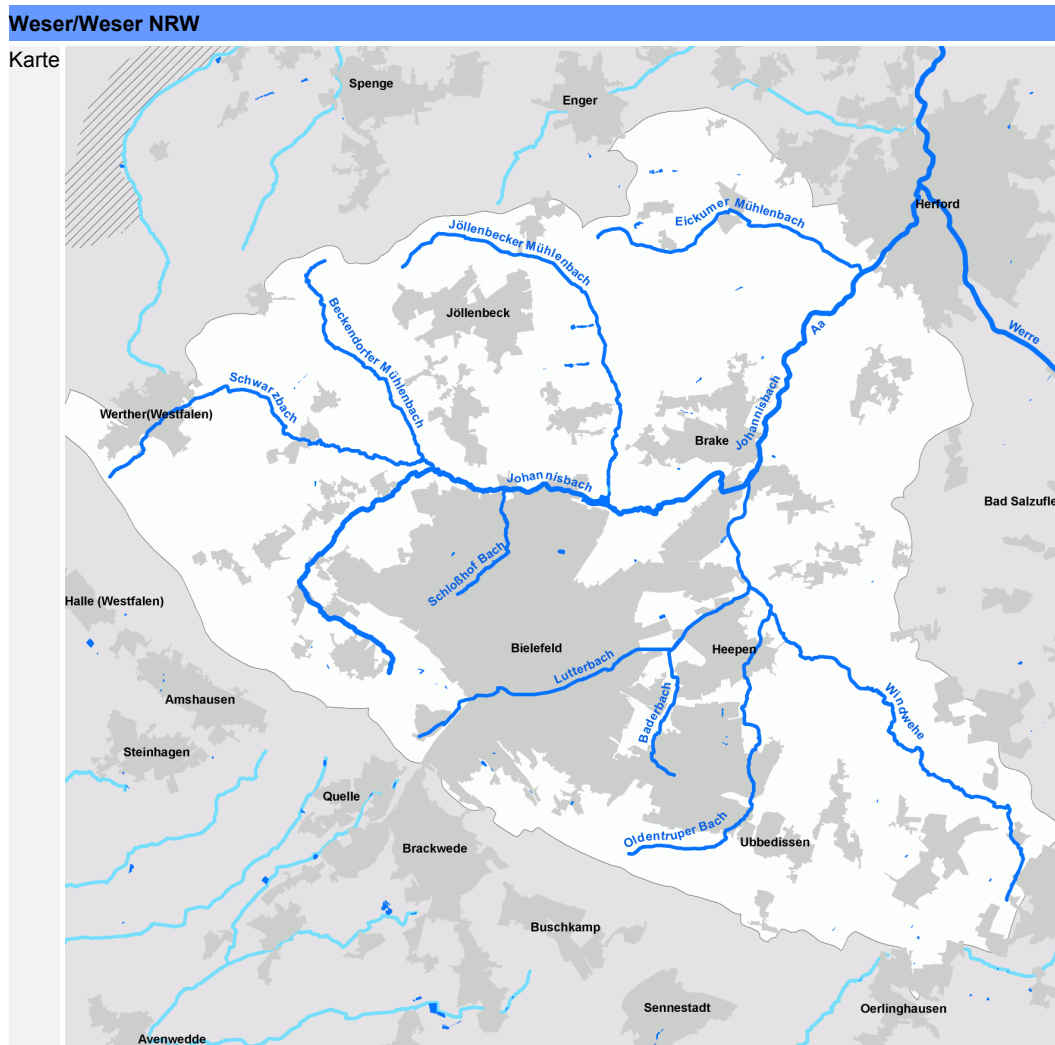 Weser/Weser NRW
Karte
Spenge
Enger
Herford
Eickumer Mühlenbach
Jöllenbecker Mühlenbach
Beckendorfer Mühlenbach
Jöllenbeck
Aa
Werre
Schwarzbach
Werther(Westfalen)
Brake
Johannisbach
Johannisbach
Bad Salzufle
Schloßhof Bach
Halle (Westfalen)
Bielefeld
Heepen
Lutterbach
Amshausen
Baderbach
Windwehe
Steinhagen
Quelle
Oldentruper Bach
Ubbedissen
Brackwede
Buschkamp
Sennestadt
Oerlinghausen
Avenwedde